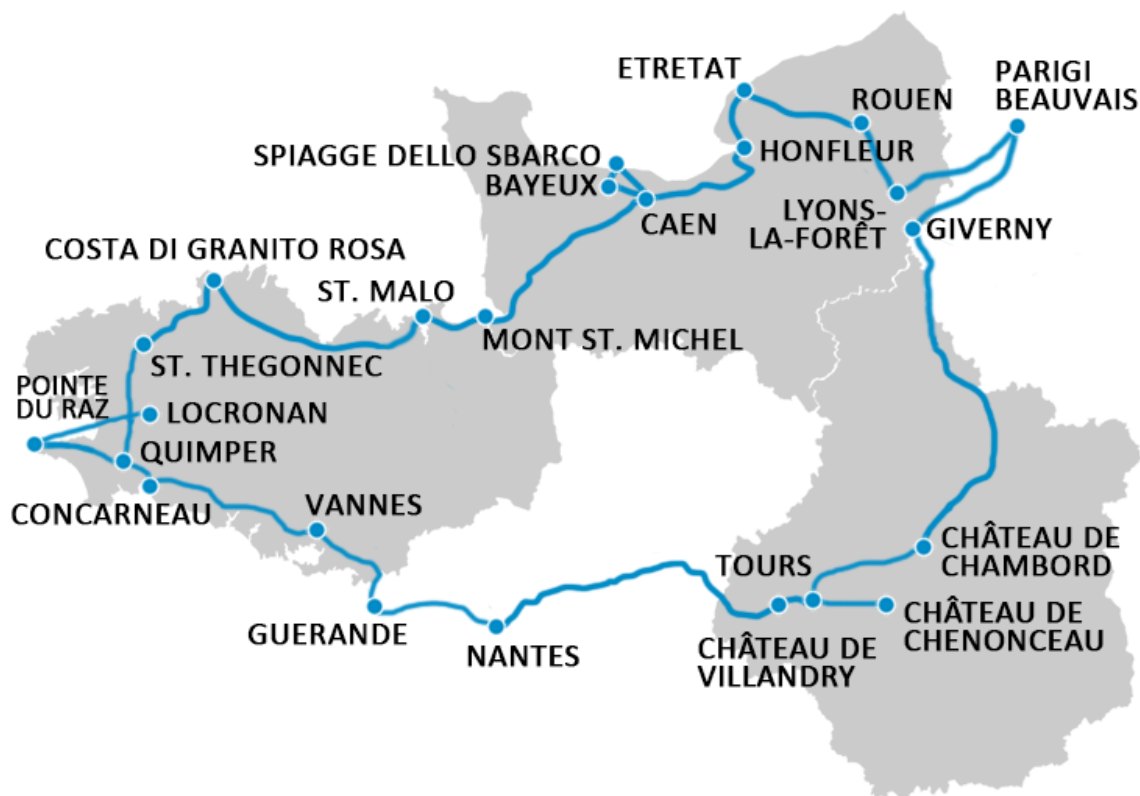 ETRETAT
PARIGI
BEAUVAIS
ROUEN
SPIAGGE DELLO SBARCO
HONFLEUR
BAYEUX
CAEN
LYONS-
LA-FORÊT
GIVERNY
COSTA DI GRANITO ROSA
ST. MALO
MONT ST. MICHEL
ST. THEGONNEC
POINTE
DU RAZ
LOCRONAN
QUIMPER
CONCARNEAU
VANNES
CHÂTEAU DE
CHAMBORD
TOURS
CHÂTEAU DE
CHENONCEAU
GUERANDE
NANTES
CHÂTEAU DE
VILLANDRY